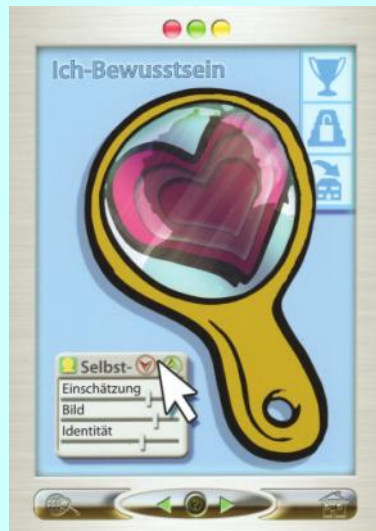 Ich-Bewusstsein
Selbst-
Einschätzung
Bild
Identität